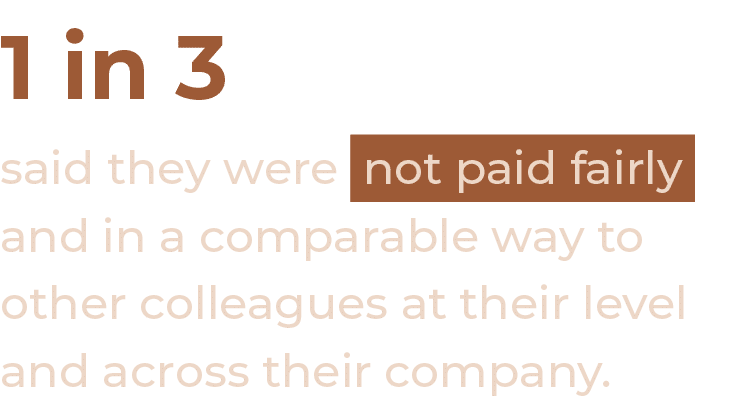 1 in 3
said they were not paid fairly
and in a comparable way to
other colleagues at their level
and across their company.